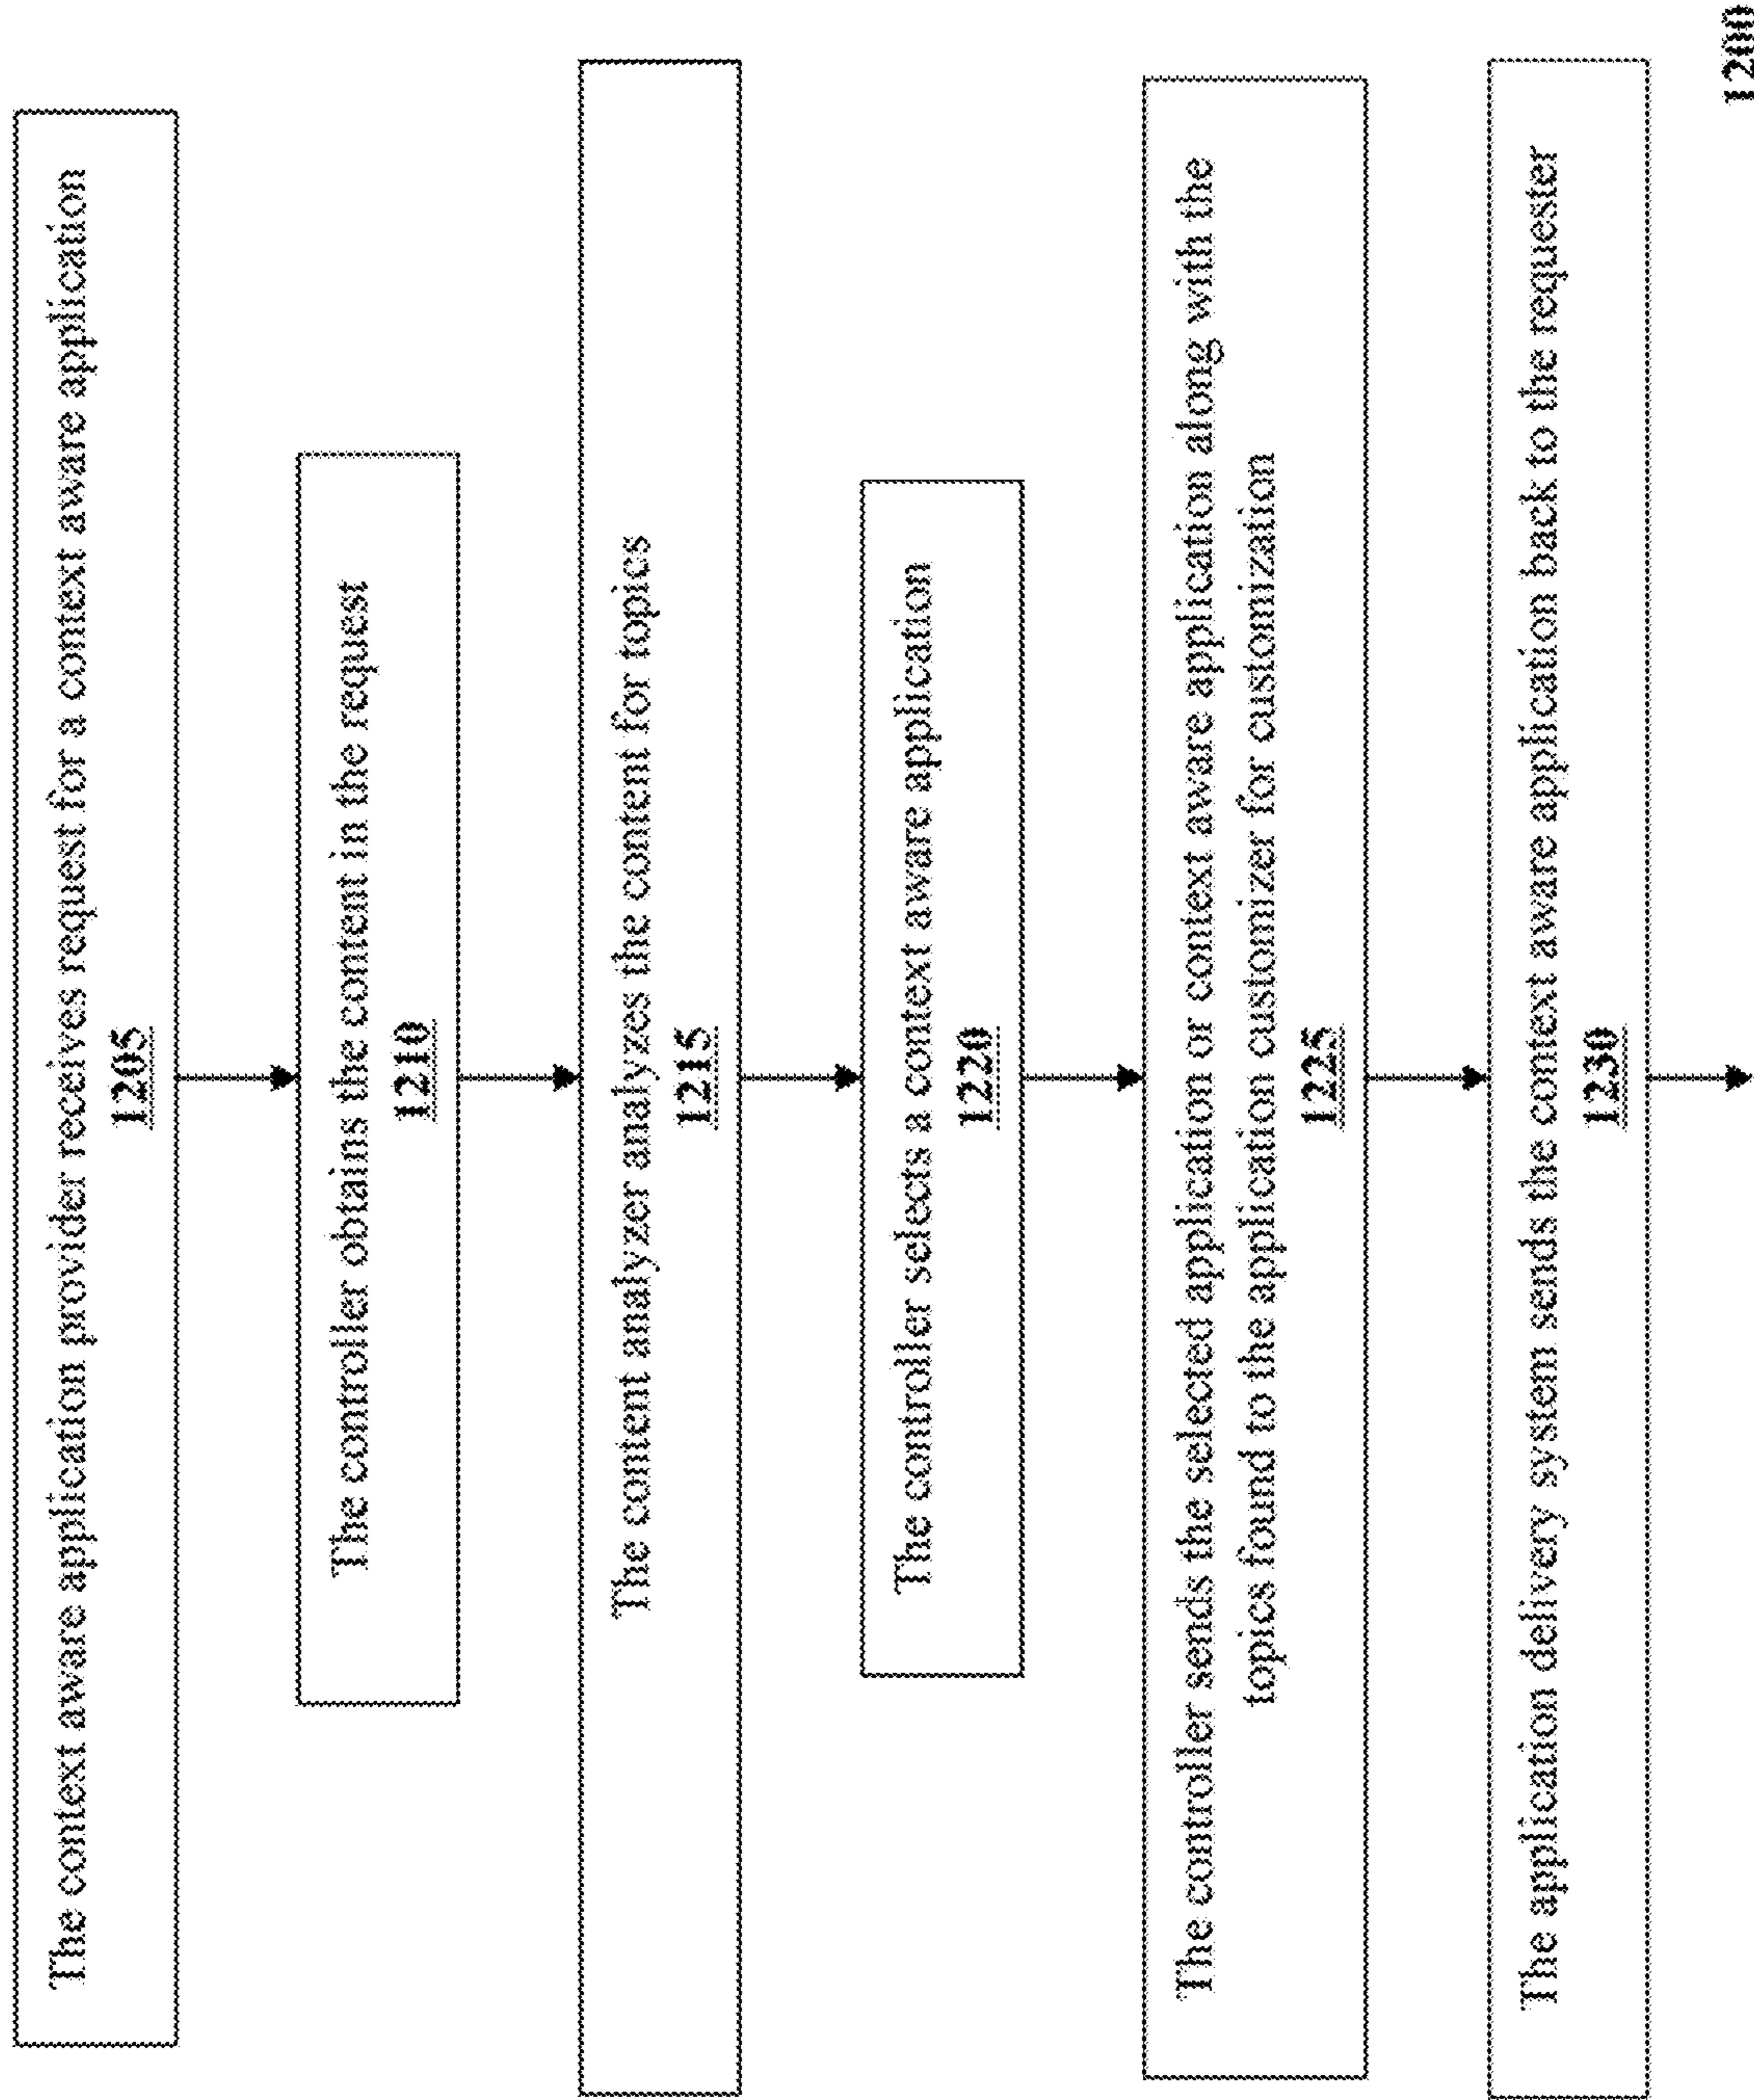 The context aware application provider receives request for a context aware application
1205
The controller obtains the content in the request
1210
The content analyzer analyzes the content for topics
1215
The controller selects a context aware application
1220
The controller sends the selected application or context aware application along with the
topics found to the application customizer for customization
1225
The application delivery system sends the context aware application back to the requester
1230
1200